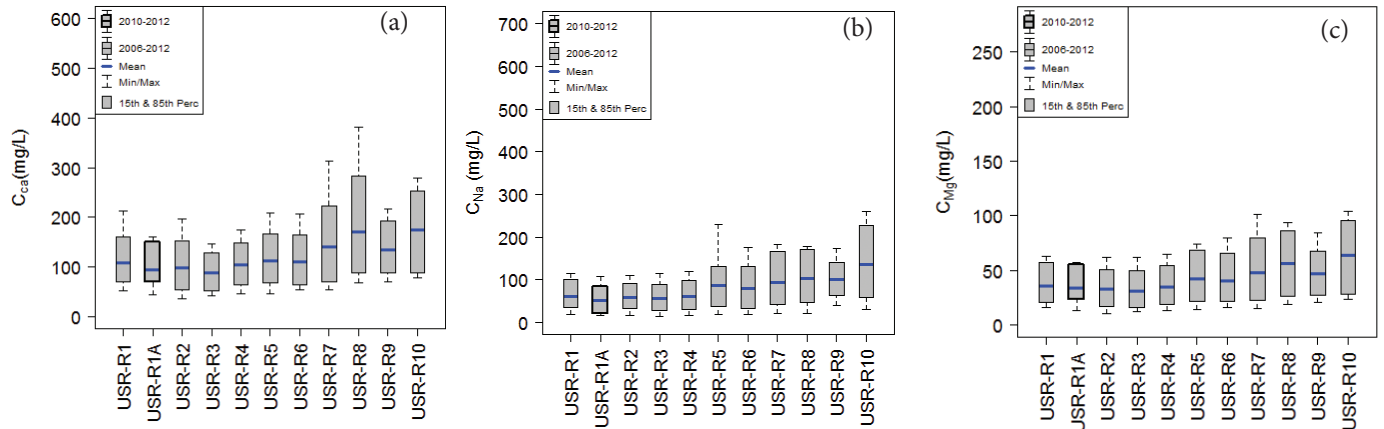 (a)
2010-2012
2006-2012
Mean
Min/Max
15th & 85th Perc
C_Ca(mg/L)
600
500
400
300
200
100
0
USR-R1
USR-R1A
USR-R2
USR-R3
USR-R4
USR-R5
USR-R6
USR-R7
USR-R8
USR-R9
USR-R10
(b)
2010-2012
2006-2012
Mean
Min/Max
15th & 85th Perc
C_Na (mg/L)
700
600
500
400
300
200
100
0
USR-R1
USR-R1A
USR-R2
USR-R3
USR-R4
USR-R5
USR-R6
USR-R7
USR-R8
USR-R9
USR-R10
(c)
2010-2012
2006-2012
Mean
Min/Max
15th & 85th Perc
C_Mg(mg/L)
250
200
150
100
50
0
USR-R1
USR-R1A
USR-R2
USR-R3
USR-R4
USR-R5
USR-R6
USR-R7
USR-R8
USR-R9
USR-R10